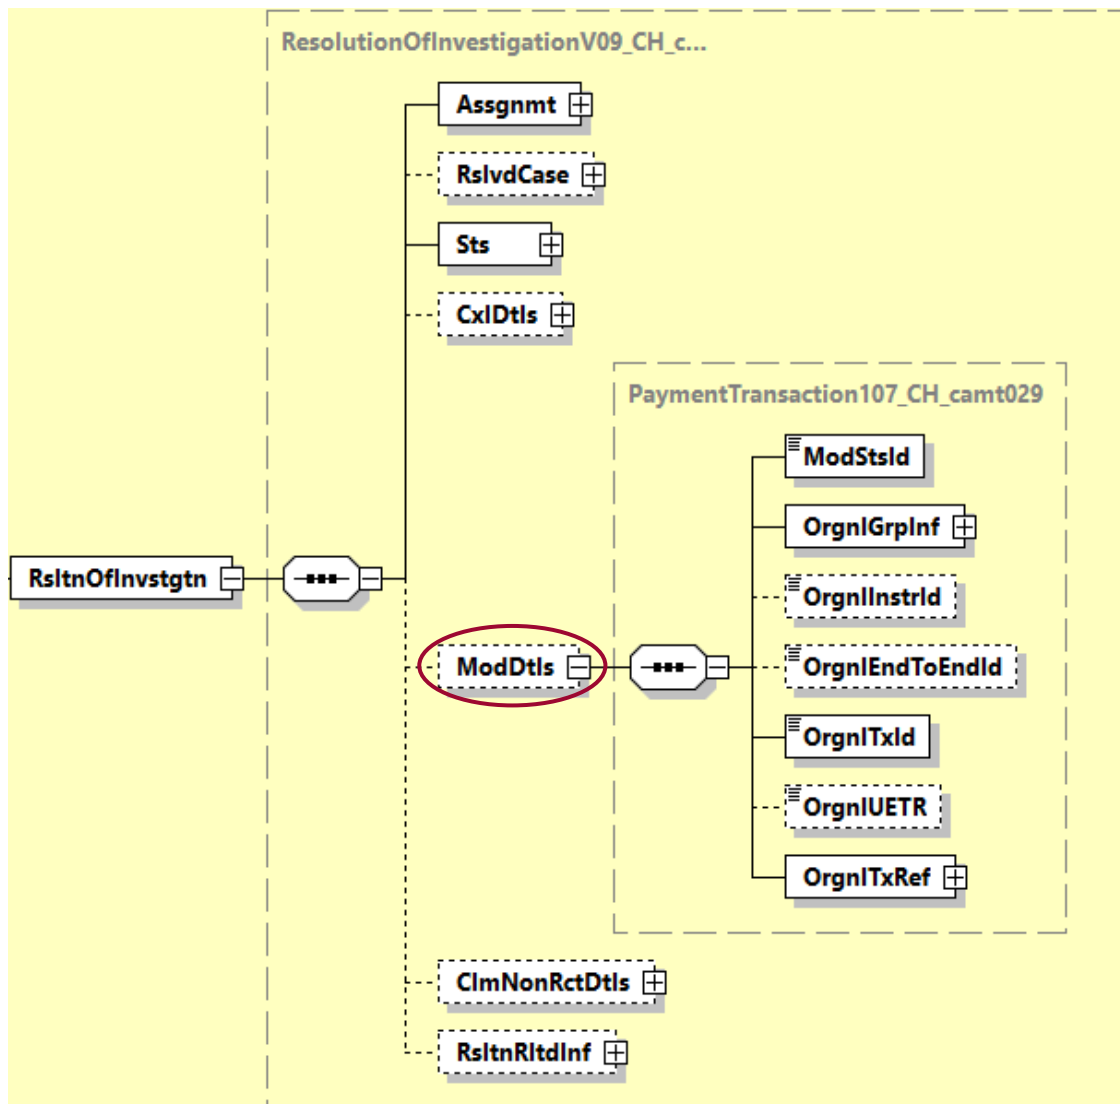 ResolutionOfInvestigationV09_CH_c...
Assgnmt
RslvdCase
Sts
CxlDtls
PaymentTransaction107_CH_camt029
ModStsId
OrgnlGrpInf
RsltnOfInvstgtn
OrgnlInstrId
ModDtls
OrgnlEndToEndId
OrgnlTxId
OrgnlUETR
OrgnlTxRef
ClmNonRctDtls
RsltnRltdInf